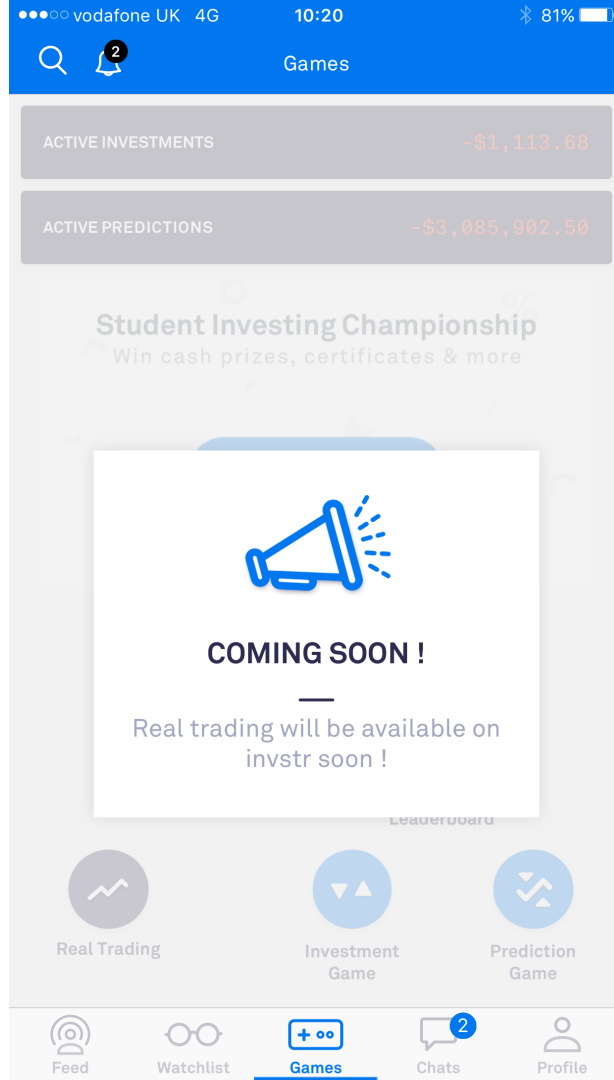 vodafone UK 4G 10:20 81%
2
Games
ACTIVE INVESTMENTS -$1,113.68
ACTIVE PREDICTIONS -$3,085,902.50
Student Investing Championship
Win cash prizes, certificates & more
COMING SOON !
Real trading will be available on
invstr soon !
Leaderboard
Real Trading
Investment
Game
Prediction
Game
2
Feed Watchlist Games Chats Profile